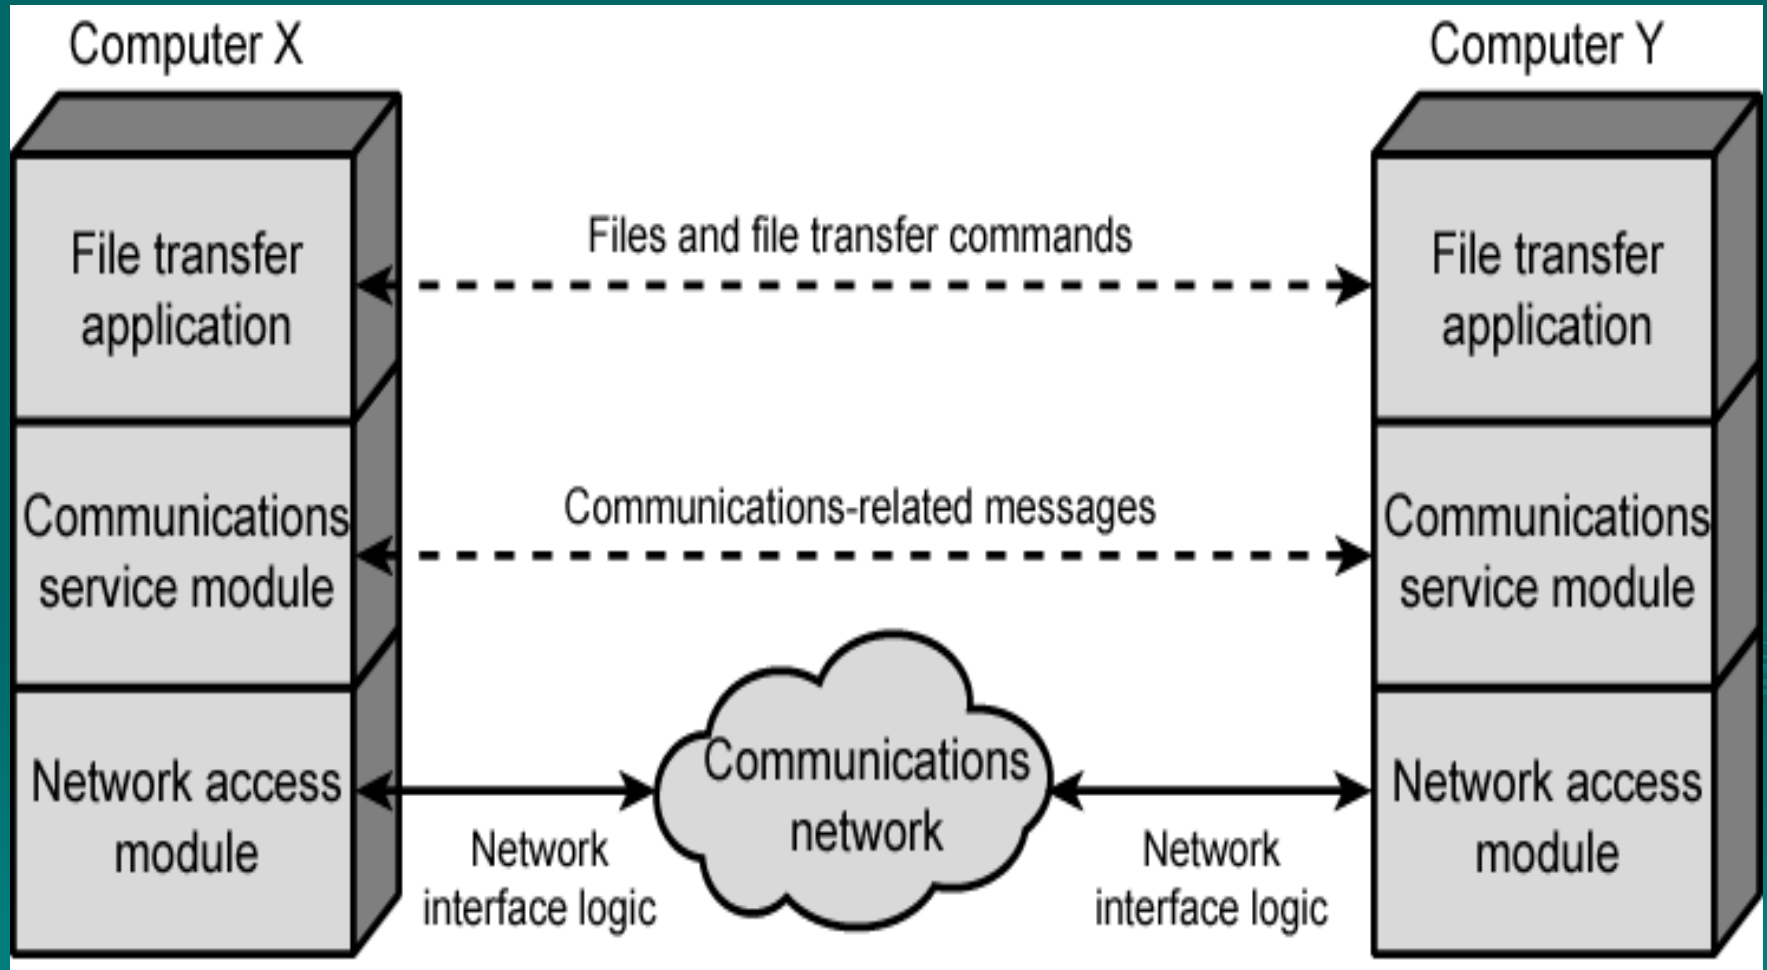 Computer X
Computer Y
File transfer
application
Files and file transfer commands
File transfer
application
Communications
service module
Communications-related messages
Communications
service module
Network access
module
Network
interface logic
Communications
network
Network
interface logic
Network access
module